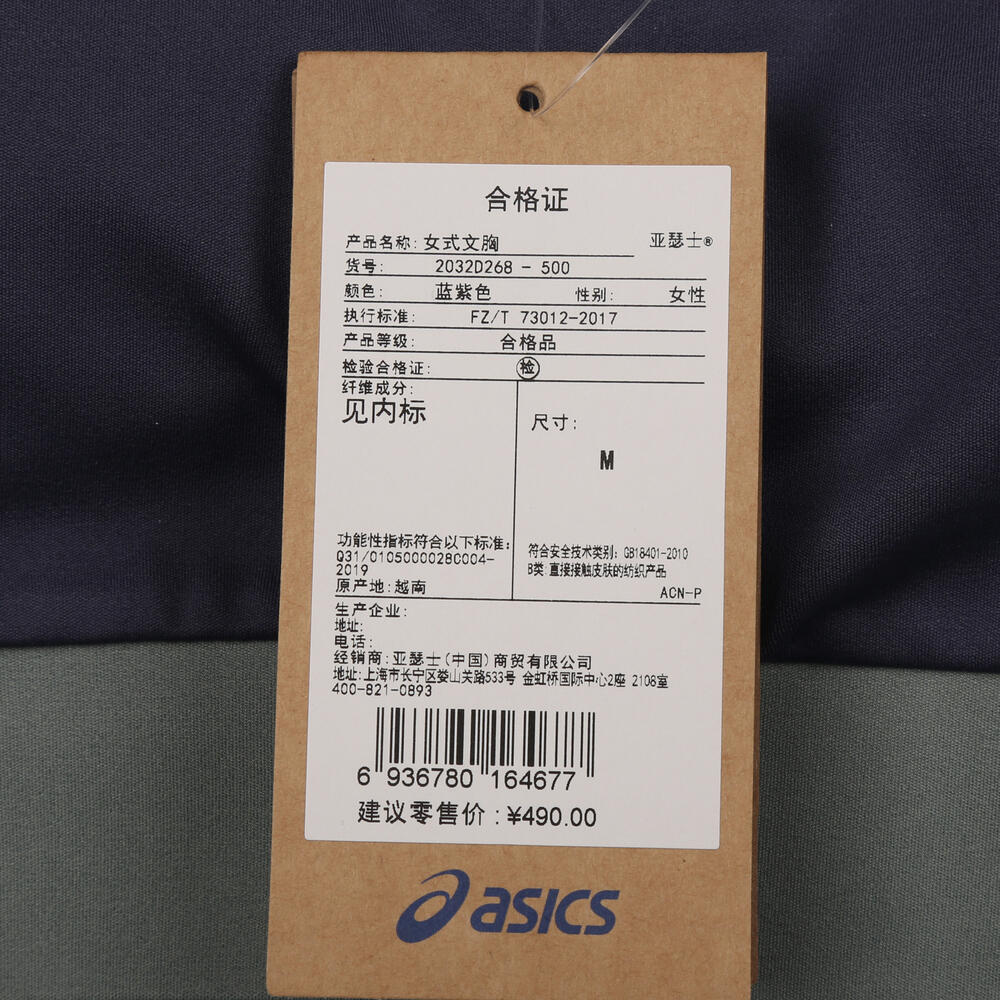 合格证
产品名称: 女式文胸 亚瑟士®
货号: 2032D268 - 500
颜色: 蓝紫色 性别: 女性
执行标准: FZ/T 73012-2017
产品等级: 合格品
检验合格证: 检
纤维成分:
见内标
尺寸:
M
功能性指标符合以下标准:
Q31/0105000028C004-
2019
原产地:越南
符合安全技术类别: GB18401-2010
B类:直接接触皮肤的纺织产品
ACN-P
生产企业:
地址:
电话:
经销商:亚瑟士(中国)商贸有限公司
地址:上海市长宁区娄山关路533号 金虹桥国际中心2座 2108室
400-821-0893
6 936780 164677
建议零售价:¥490.00
asics